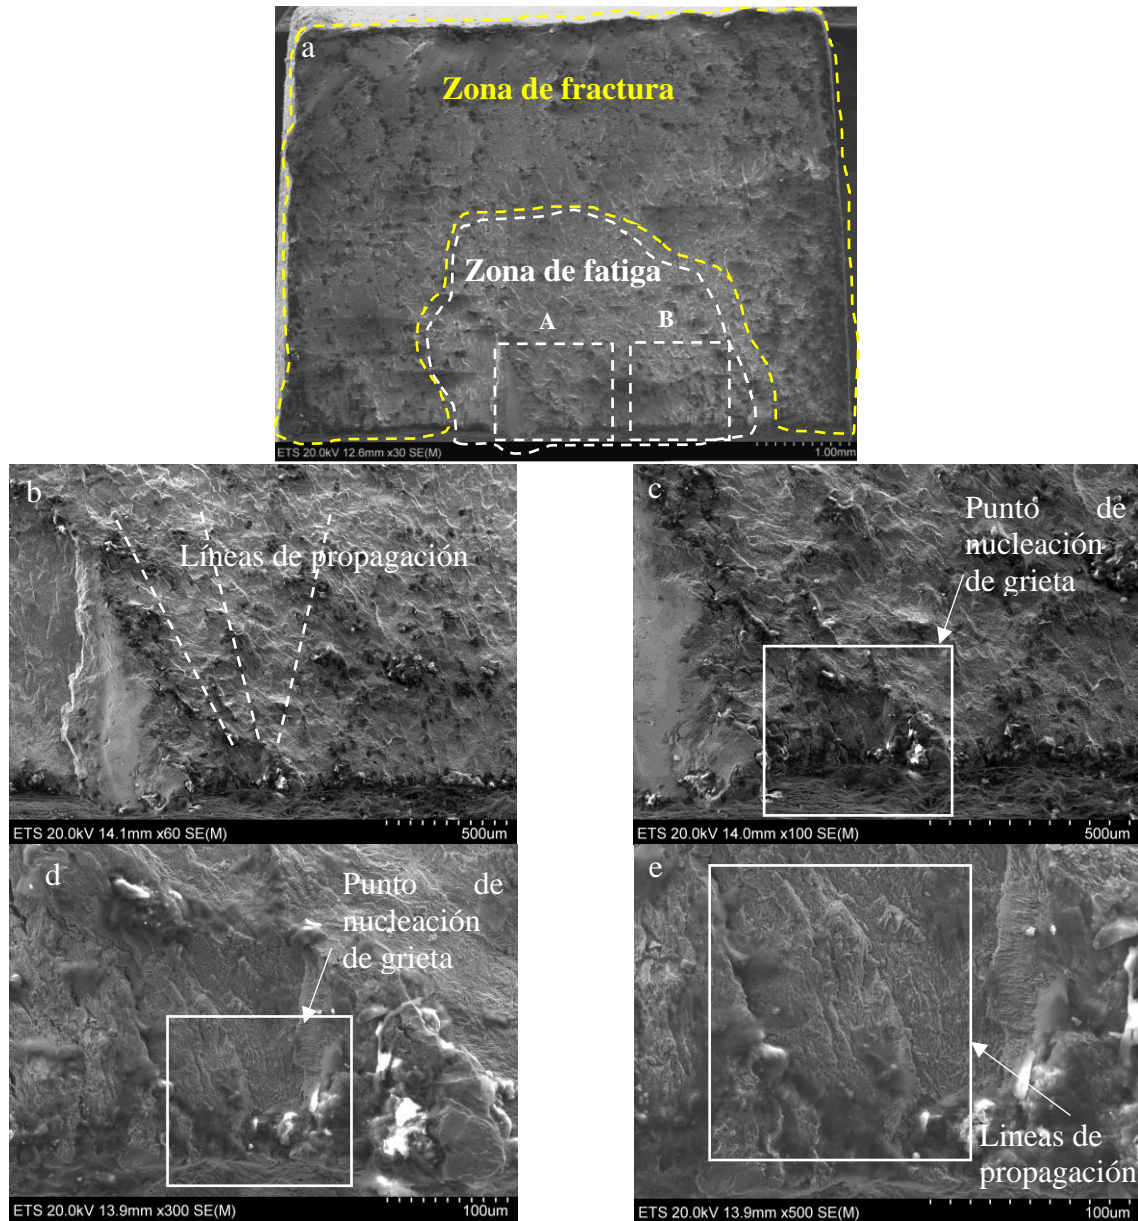 a
Zona de fractura
Zona de fatiga
A
B
ETS 20.0kV 12.6mm x30 SE(M)
1.00mm
b
Líneas de propagación
ETS 20.0kV 14.1mm x60 SE(M)
500um
c
Punto de
nucleación
de grieta
ETS 20.0kV 14.0mm x100 SE(M)
500um
d
Punto de
nucleación
de grieta
ETS 20.0kV 13.9mm x300 SE(M)
100um
e
Lineas de
propagación
ETS 20.0kV 13.9mm x500 SE(M)
100um